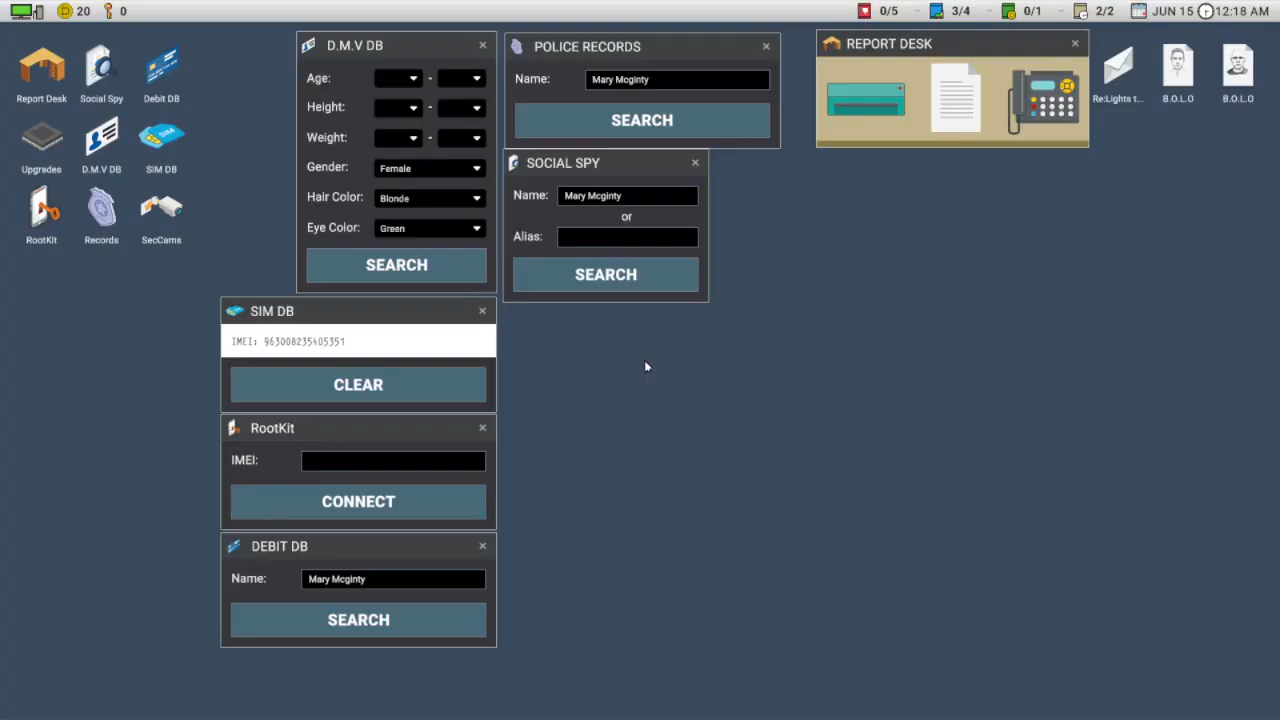 20 0 0/5 3/4 0/1 2/2 JUN 15 12:18 AM
Report Desk
Social Spy
Debit DB
Upgrades
D.M.V DB
SIM DB
RootKit
Records
SecCams
D.M.V DB
Age: -
Height: -
Weight: -
Gender: Female
Hair Color: Blonde
Eye Color: Green
SEARCH
POLICE RECORDS
Name: Mary Mcginty
SEARCH
SOCIAL SPY
Name: Mary Mcginty
or
Alias:
SEARCH
REPORT DESK
Re:Lights t...
B.O.L.O
B.O.L.O
SIM DB
IMEI: 963008235405351
CLEAR
RootKit
IMEI:
CONNECT
DEBIT DB
Name: Mary Mcginty
SEARCH